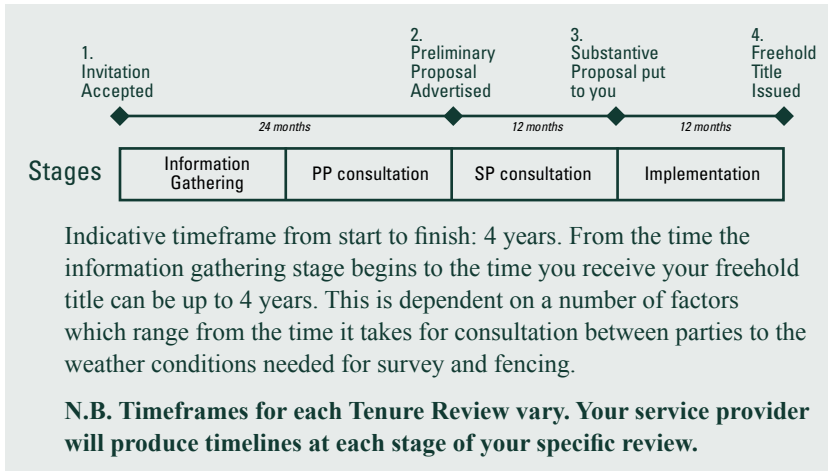 1.
Invitation
Accepted
2.
Preliminary
Proposal
Advertised
3.
Substantive
Proposal put
to you
4.
Freehold
Title
Issued
24 months
12 months
12 months
Stages
Information
Gathering
PP consultation
SP consultation
Implementation
Indicative timeframe from start to finish: 4 years. From the time the
information gathering stage begins to the time you receive your freehold
title can be up to 4 years. This is dependent on a number of factors
which range from the time it takes for consultation between parties to the
weather conditions needed for survey and fencing.
N.B. Timeframes for each Tenure Review vary. Your service provider
will produce timelines at each stage of your specific review.